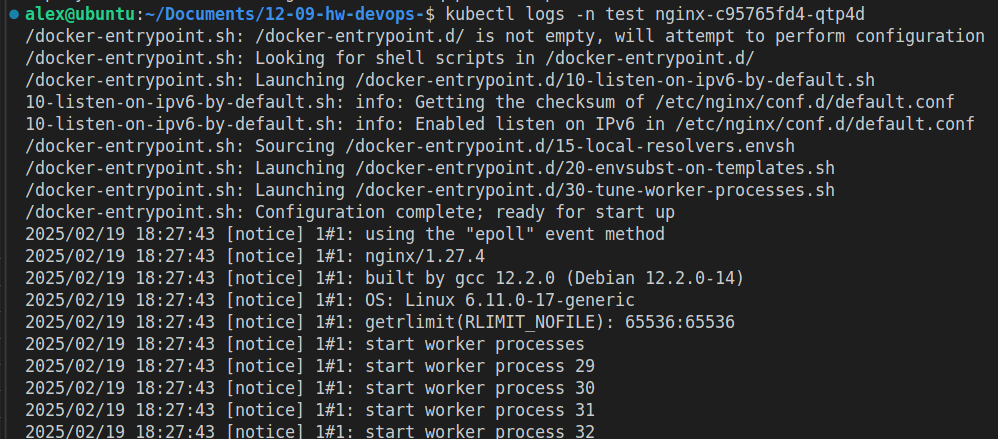 alex@ubuntu:~/Documents/12-09-hw-devops-$ kubectl logs -n test nginx-c95765fd4-qtp4d
/docker-entrypoint.sh: /docker-entrypoint.d/ is not empty, will attempt to perform configuration
/docker-entrypoint.sh: Looking for shell scripts in /docker-entrypoint.d/
/docker-entrypoint.sh: Launching /docker-entrypoint.d/10-listen-on-ipv6-by-default.sh
10-listen-on-ipv6-by-default.sh: info: Getting the checksum of /etc/nginx/conf.d/default.conf
10-listen-on-ipv6-by-default.sh: info: Enabled listen on IPv6 in /etc/nginx/conf.d/default.conf
/docker-entrypoint.sh: Sourcing /docker-entrypoint.d/15-local-resolvers.envsh
/docker-entrypoint.sh: Launching /docker-entrypoint.d/20-envsubst-on-templates.sh
/docker-entrypoint.sh: Launching /docker-entrypoint.d/30-tune-worker-processes.sh
/docker-entrypoint.sh: Configuration complete; ready for start up
2025/02/19 18:27:43 [notice] 1#1: using the "epoll" event method
2025/02/19 18:27:43 [notice] 1#1: nginx/1.27.4
2025/02/19 18:27:43 [notice] 1#1: built by gcc 12.2.0 (Debian 12.2.0-14)
2025/02/19 18:27:43 [notice] 1#1: OS: Linux 6.11.0-17-generic
2025/02/19 18:27:43 [notice] 1#1: getrlimit(RLIMIT_NOFILE): 65536:65536
2025/02/19 18:27:43 [notice] 1#1: start worker processes
2025/02/19 18:27:43 [notice] 1#1: start worker process 29
2025/02/19 18:27:43 [notice] 1#1: start worker process 30
2025/02/19 18:27:43 [notice] 1#1: start worker process 31
2025/02/19 18:27:43 [notice] 1#1: start worker process 32